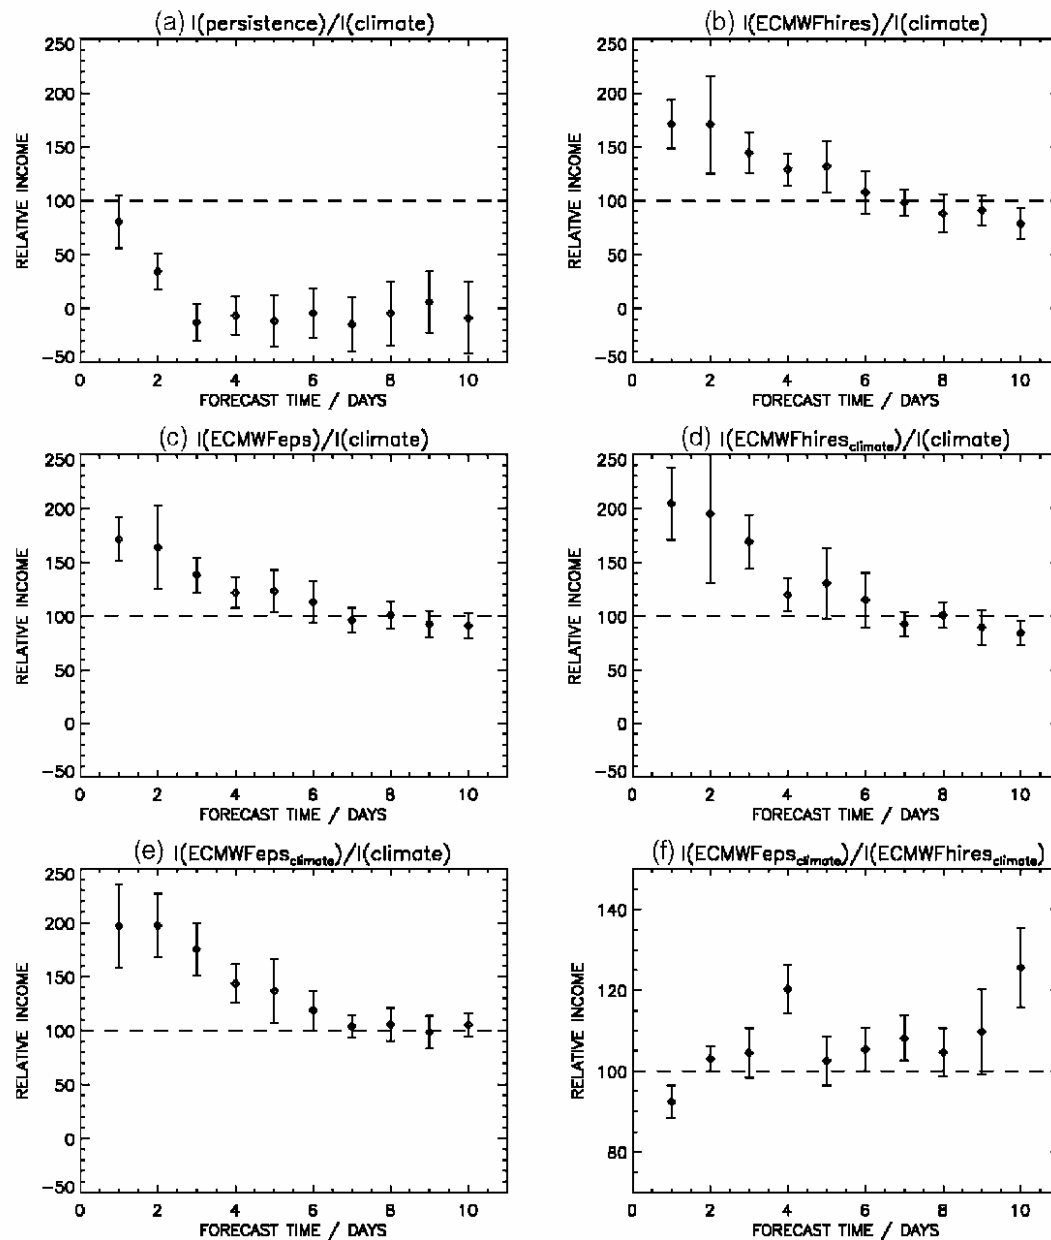 (a) I(persistence)/I(climate)
250
200
150
100
50
0
−50
RELATIVE INCOME
0 2 4 6 8 10
FORECAST TIME / DAYS
(b) I(ECMWFhires)/I(climate)
250
200
150
100
50
0
−50
RELATIVE INCOME
0 2 4 6 8 10
FORECAST TIME / DAYS
(c) I(ECMWFeps)/I(climate)
250
200
150
100
50
0
−50
RELATIVE INCOME
0 2 4 6 8 10
FORECAST TIME / DAYS
(d) I(ECMWFhires_climate)/I(climate)
250
200
150
100
50
0
−50
RELATIVE INCOME
0 2 4 6 8 10
FORECAST TIME / DAYS
(e) I(ECMWFeps_climate)/I(climate)
250
200
150
100
50
0
−50
RELATIVE INCOME
0 2 4 6 8 10
FORECAST TIME / DAYS
(f) I(ECMWFeps_climate)/I(ECMWFhires_climate)
140
120
100
80
RELATIVE INCOME
0 2 4 6 8 10
FORECAST TIME / DAYS